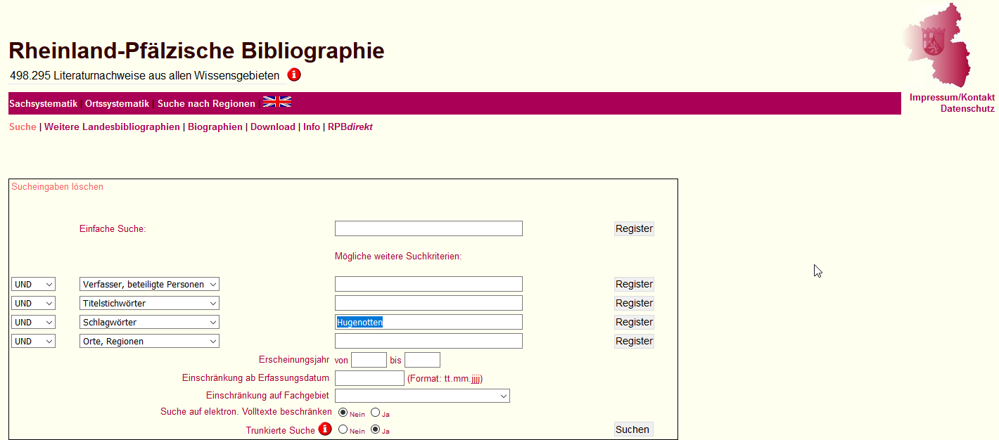 Rheinland-Pfälzische Bibliographie
498.295 Literaturnachweise aus allen Wissensgebieten i
Impressum/Kontakt
Sachsystematik | Ortssystematik | Suche nach Regionen |
Datenschutz
Suche | Weitere Landesbibliographien | Biographien | Download | Info | RPBdirekt
Sucheingaben löschen
Einfache Suche: Register
Mögliche weitere Suchkriterien:
UND Verfasser, beteiligte Personen Register
UND Titelstichwörter Register
UND Schlagwörter Hugenotten Register
UND Orte, Regionen Register
Erscheinungsjahr von bis
Einschränkung ab Erfassungsdatum (Format: tt.mm.jjjj)
Einschränkung auf Fachgebiet
Suche auf elektron. Volltexte beschränken Nein Ja
Trunkierte Suche i Nein Ja Suchen